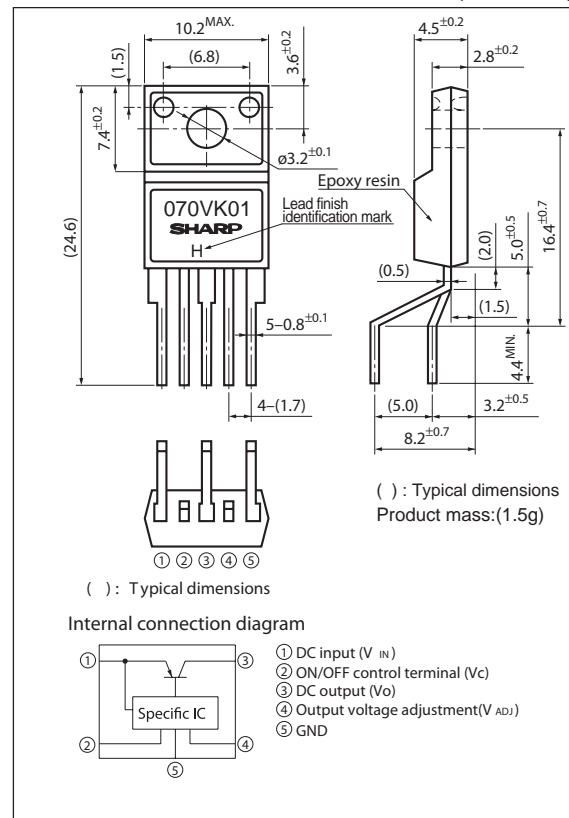 10.2MAX.
4.5±0.2
(1.5)
(6.8)
3.6±0.2
2.8±0.2
7.4±0.2
ø3.2±0.1
(24.6)
070VK01
SHARP
H
Lead finish
identification mark
Epoxy resin
16.4±0.7
5.0±0.5
(2.0)
(0.5)
(1.5)
5–0.8±0.1
4.4MIN.
4–(1.7)
(5.0)
3.2±0.5
8.2±0.7
( ) : Typical dimensions
Product mass:(1.5g)
① ② ③ ④ ⑤
( ) : Typical dimensions
Internal connection diagram
① DC input (V IN)
② ON/OFF control terminal (Vc)
③ DC output (Vo)
④ Output voltage adjustment(V ADJ)
⑤ GND
① ③
Specific IC
② ④
⑤